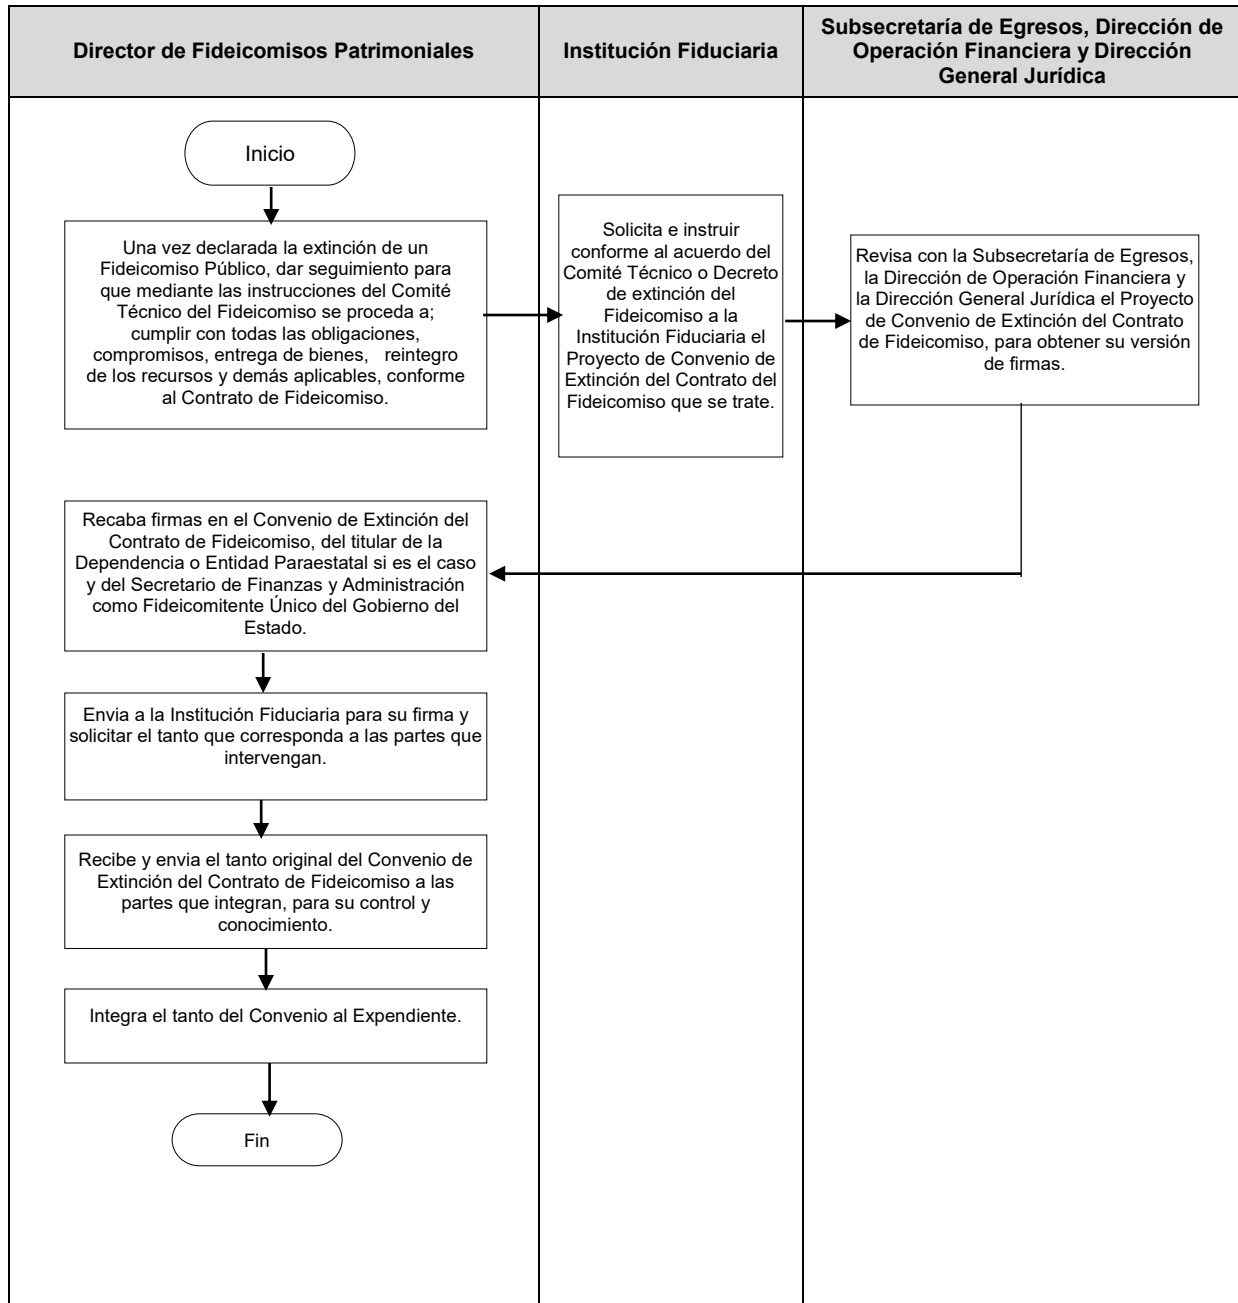 Director de Fideicomisos Patrimoniales
Institución Fiduciaria
Subsecretaría de Egresos, Dirección de
Operación Financiera y Dirección
General Jurídica
Inicio
Una vez declarada la extinción de un
Fideicomiso Público, dar seguimiento para
que mediante las instrucciones del Comité
Técnico del Fideicomiso se proceda a;
cumplir con todas las obligaciones,
compromisos, entrega de bienes, reintegro
de los recursos y demás aplicables, conforme
al Contrato de Fideicomiso.
Solicita e instruir
conforme al acuerdo del
Comité Técnico o Decreto
de extinción del
Fideicomiso a la
Institución Fiduciaria el
Proyecto de Convenio de
Extinción del Contrato del
Fideicomiso que se trate.
Revisa con la Subsecretaría de Egresos,
la Dirección de Operación Financiera y
la Dirección General Jurídica el Proyecto
de Convenio de Extinción del Contrato
de Fideicomiso, para obtener su versión
de firmas.
Recaba firmas en el Convenio de Extinción del
Contrato de Fideicomiso, del titular de la
Dependencia o Entidad Paraestatal si es el caso
y del Secretario de Finanzas y Administración
como Fideicomitente Único del Gobierno del
Estado.
Envia a la Institución Fiduciaria para su firma y
solicitar el tanto que corresponda a las partes que
intervengan.
Recibe y envia el tanto original del Convenio de
Extinción del Contrato de Fideicomiso a las
partes que integran, para su control y
conocimiento.
Integra el tanto del Convenio al Expendiente.
Fin